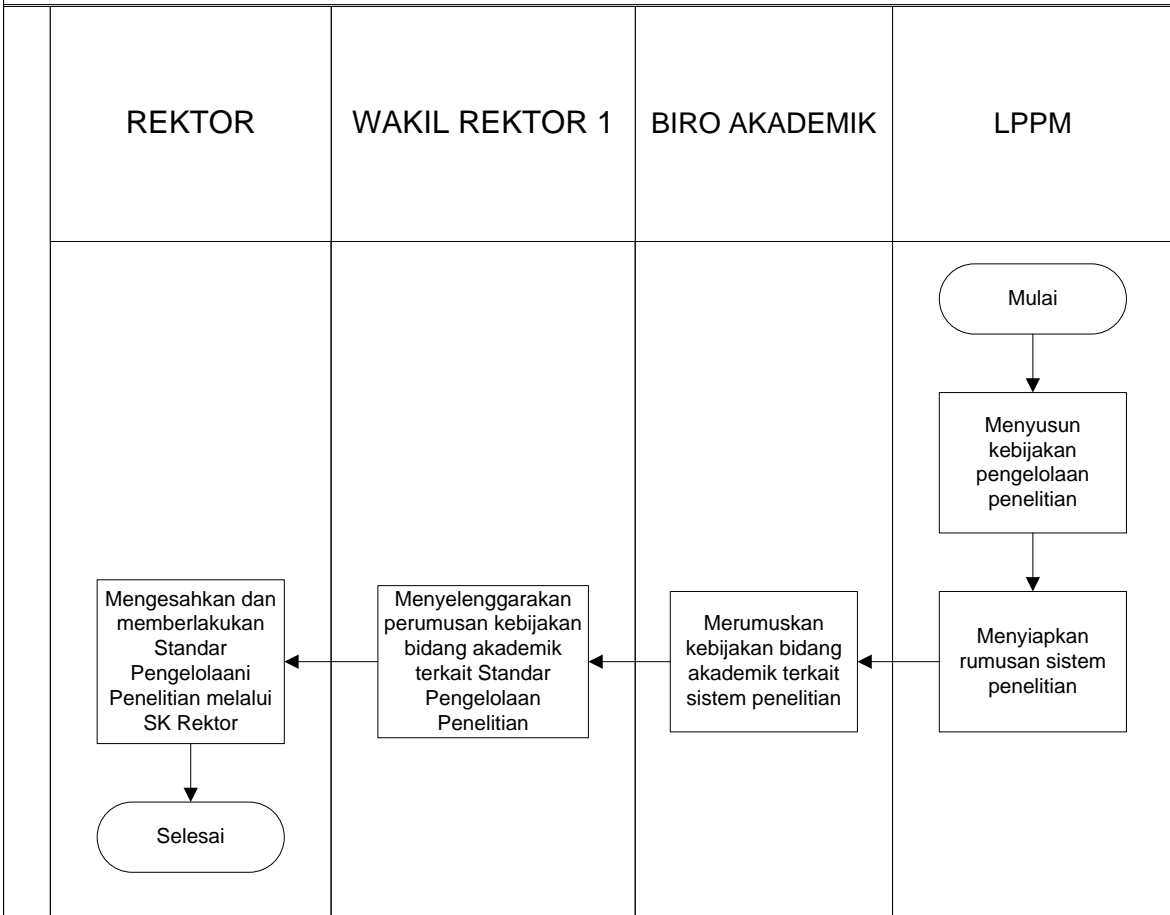 REKTOR
WAKIL REKTOR 1
BIRO AKADEMIK
LPPM
Mulai
Menyusun
kebijakan
pengelolaan
penelitian
Menyiapkan
rumusan sistem
penelitian
Merumuskan
kebijakan bidang
akademik terkait
sistem penelitian
Menyelenggarakan
perumusan kebijakan
bidang akademik
terkait Standar
Pengelolaan
Penelitian
Mengesahkan dan
memberlakukan
Standar
Pengelolaani
Penelitian melalui
SK Rektor
Selesai